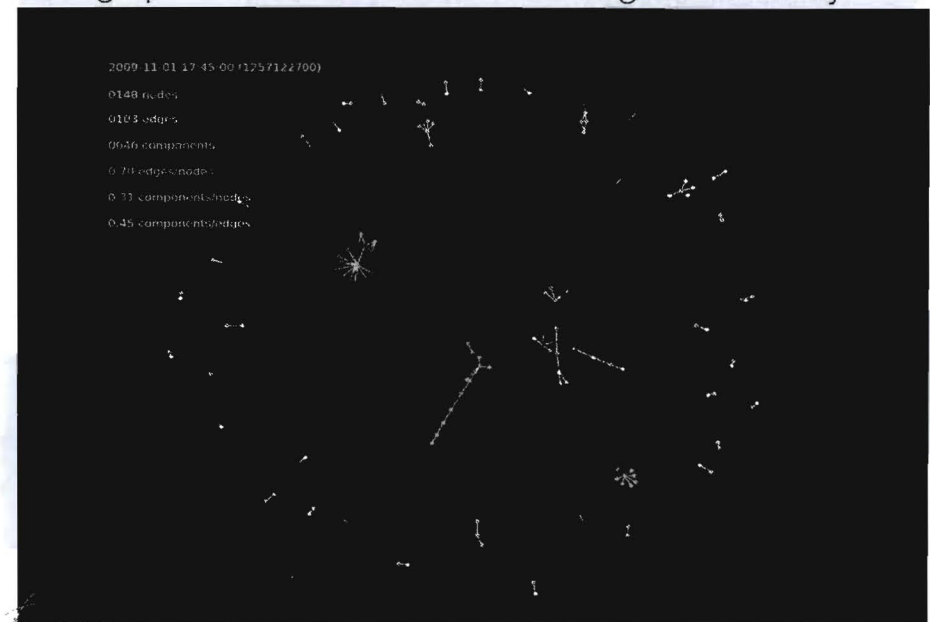 2009-11-01 17:45:00 (1257122700)
0148 nodes
0103 edges
0046 components
0.70 edges/nodes
0.31 components/nodes
0.45 components/edges